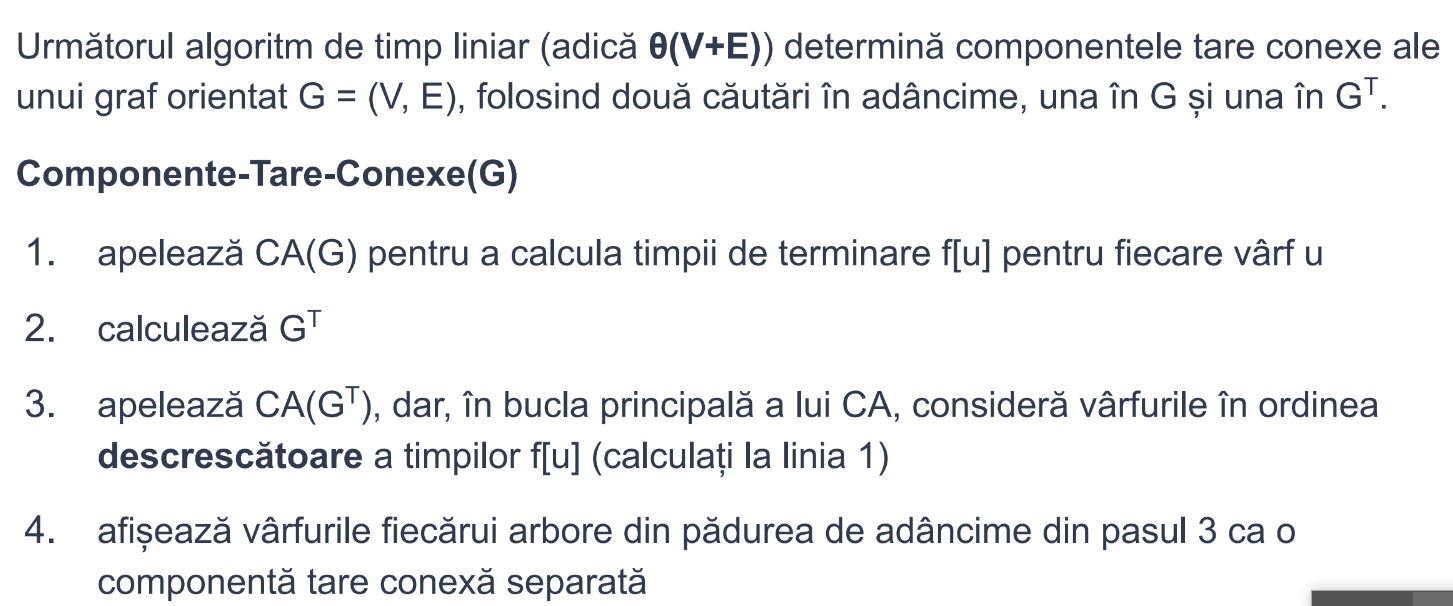 Următorul algoritm de timp liniar (adică θ(V+E)) determină componentele tare conexe ale
unui graf orientat G = (V, E), folosind două căutări în adâncime, una în G și una în Gᵀ.
Componente-Tare-Conexe(G)
1. apelează CA(G) pentru a calcula timpii de terminare f[u] pentru fiecare vârf u
2. calculează Gᵀ
3. apelează CA(Gᵀ), dar, în bucla principală a lui CA, consideră vârfurile în ordinea
descrescătoare a timpilor f[u] (calculați la linia 1)
4. afișează vârfurile fiecărui arbore din pădurea de adâncime din pasul 3 ca o
componentă tare conexă separată